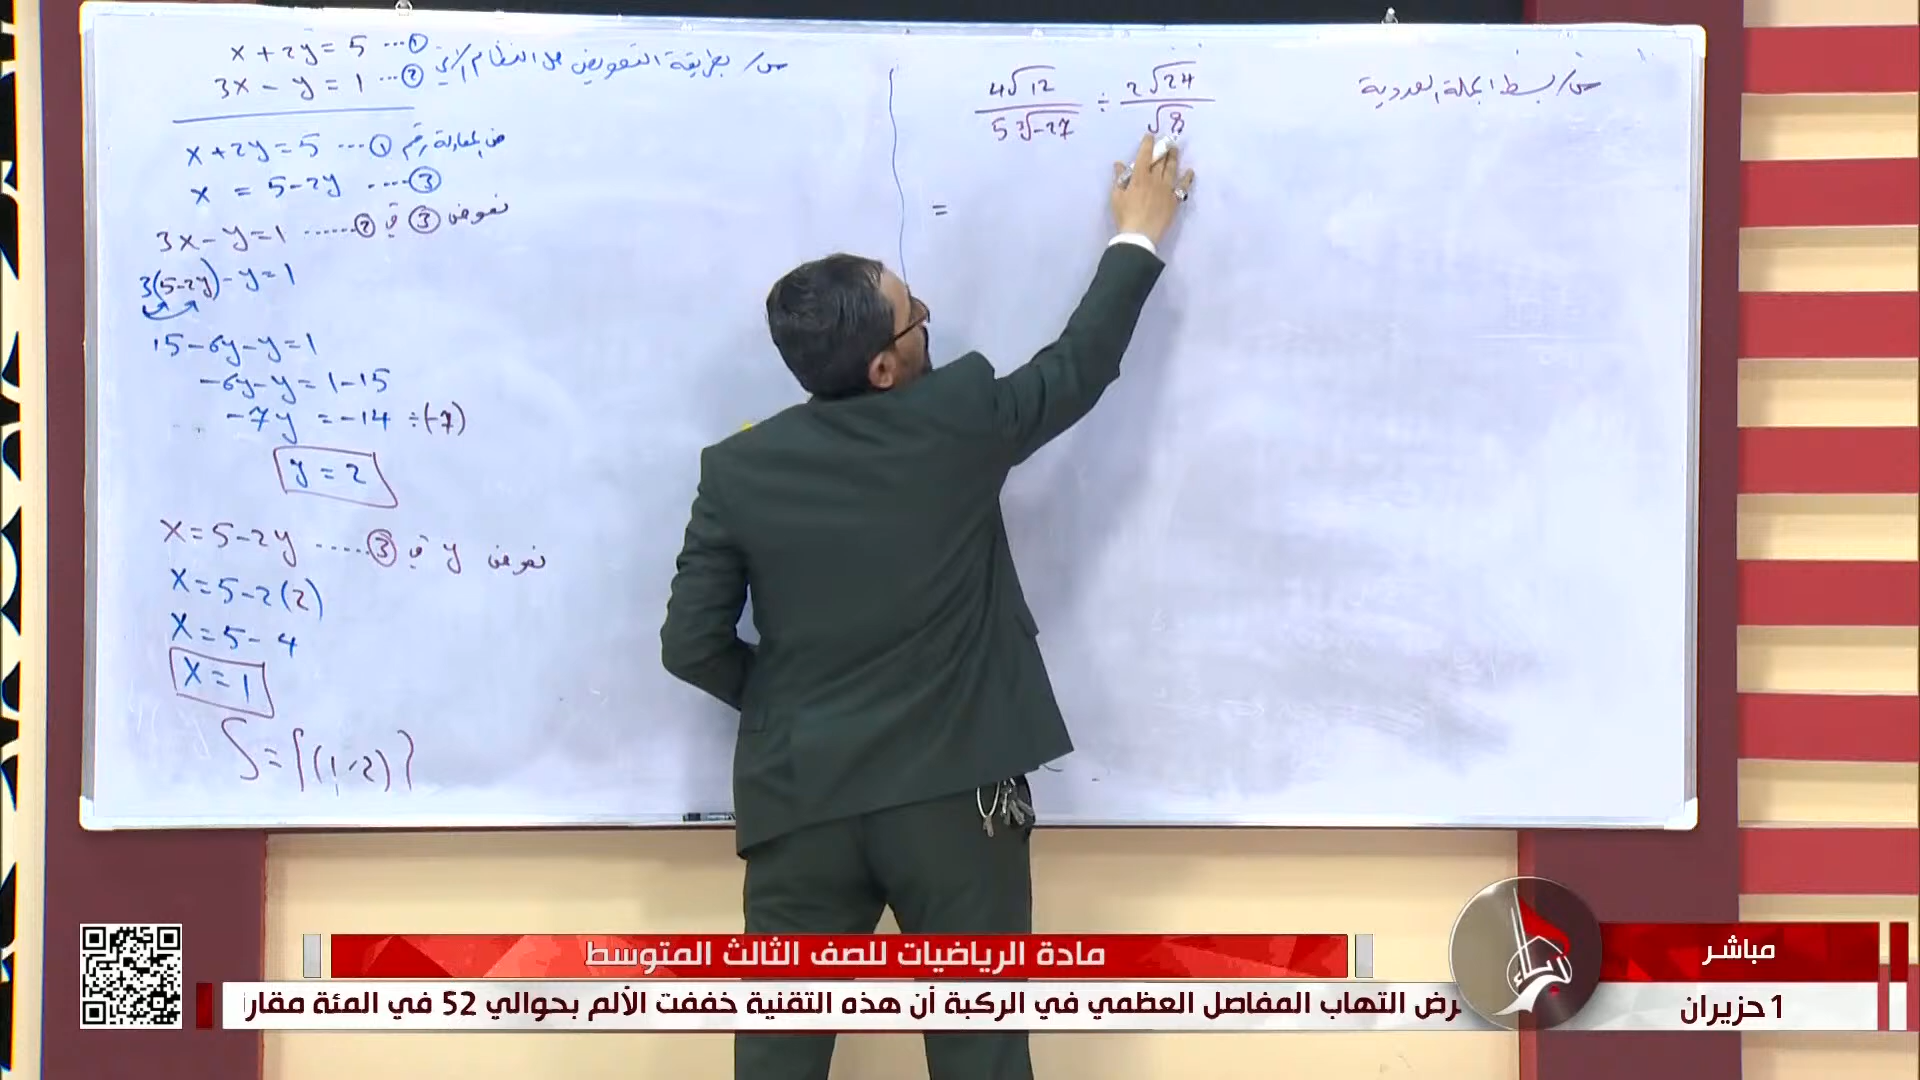 س/ بسط الجملة العددية
4√12 / 5 ∛-27 ÷ 2√24 / √8
=
س/ بطريقة التعويض حل النظام الآتي
x + 2y = 5 ...①
3x - y = 1 ...②
x + 2y = 5 ...① من المعادلة رقم
x = 5 - 2y ....③
3x - y = 1 .......② نعوض ③ في
3(5-2y) - y = 1
15 - 6y - y = 1
-6y - y = 1 - 15
-7y = -14 ÷(-7)
y = 2
x = 5 - 2y .....③ نعوض y في
x = 5 - 2(2)
x = 5 - 4
x = 1
S = {(1,2)}
مادة الرياضيات للصف الثالث المتوسط
مباشر
1 حزيران
رض التهاب المفاصل العظمي في الركبة أن هذه التقنية خففت الألم بحوالي 52 في المئة مقار